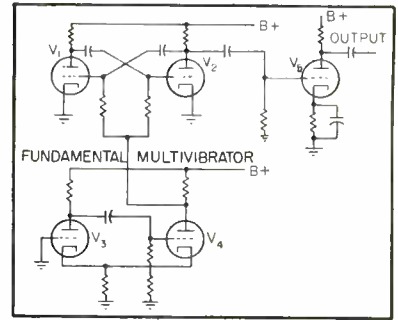 B+
B+
OUTPUT
V1
V2
V5
FUNDAMENTAL MULTIVIBRATOR
B+
V3
V4